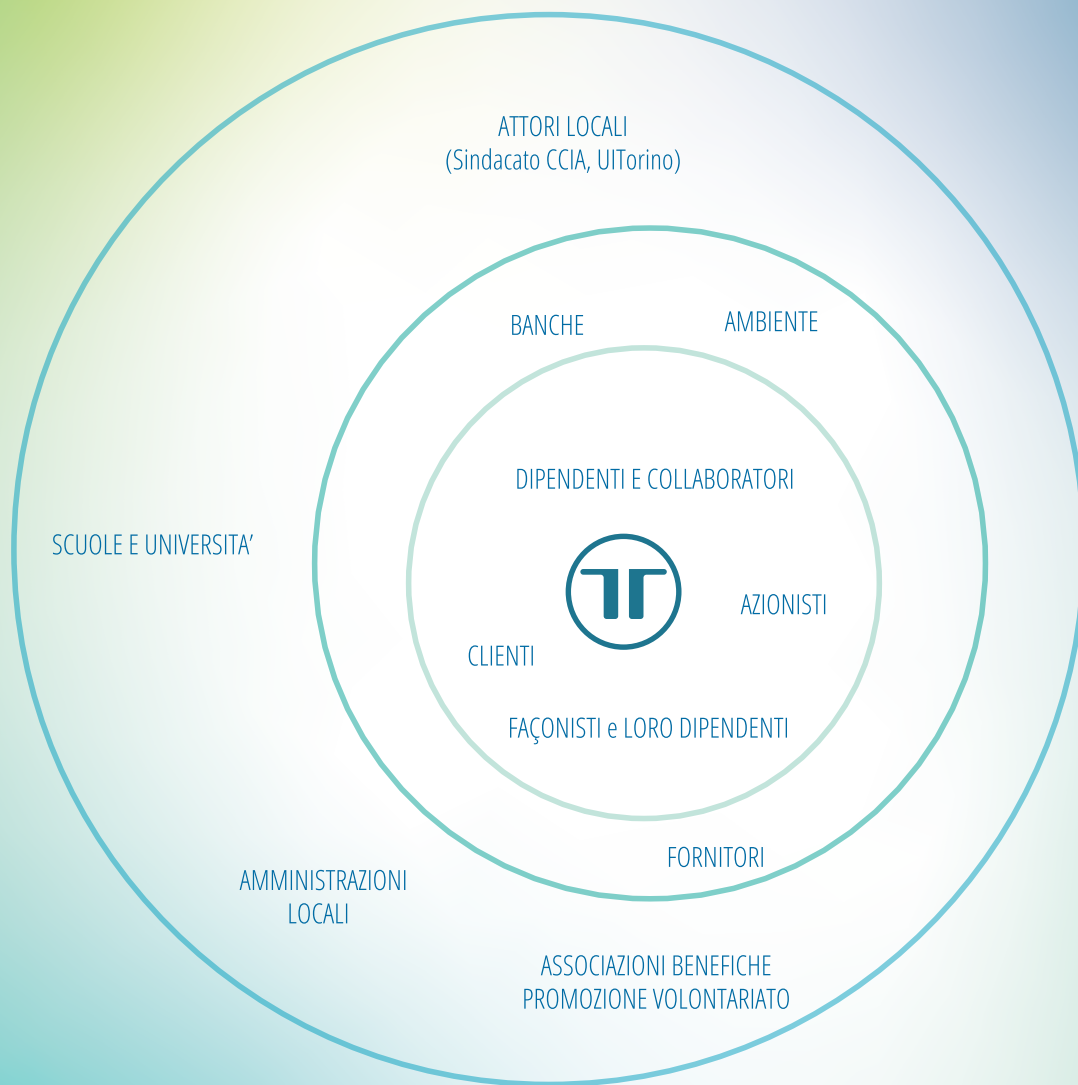 ATTORI LOCALI
(Sindacato CCIA, UITorino)
BANCHE
AMBIENTE
DIPENDENTI E COLLABORATORI
SCUOLE E UNIVERSITA’
AZIONISTI
CLIENTI
FAÇONISTI e LORO DIPENDENTI
FORNITORI
AMMINISTRAZIONI
LOCALI
ASSOCIAZIONI BENEFICHE
PROMOZIONE VOLONTARIATO